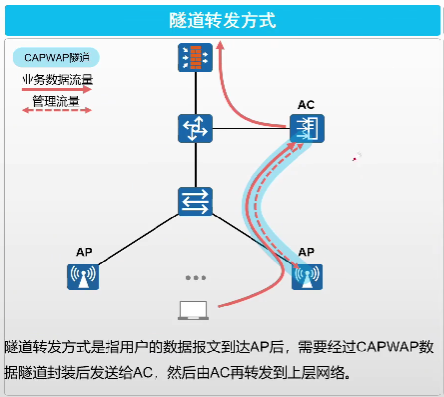 隧道转发方式
CAPWAP隧道
业务数据流量
管理流量
AC
AP
AP
隧道转发方式是指用户的数据报文到达AP后，需要经过CAPWAP数
据隧道封装后发送给AC，然后由AC再转发到上层网络。